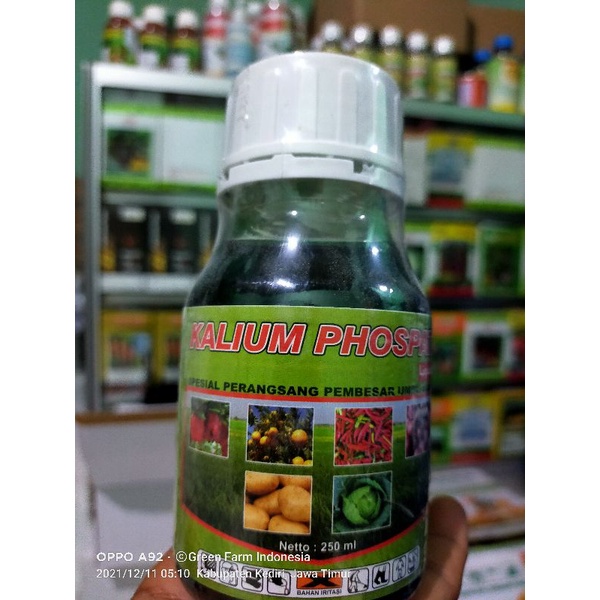 KALIUM PHOSP
SPESIAL PERANGSANG PEMBESAR
Netto : 250 ml
BAHAN IRITASI
OPPO A92 · ©Green Farm Indonesia
2021/12/11 05:10 Kabupaten Kediri Jawa Timur